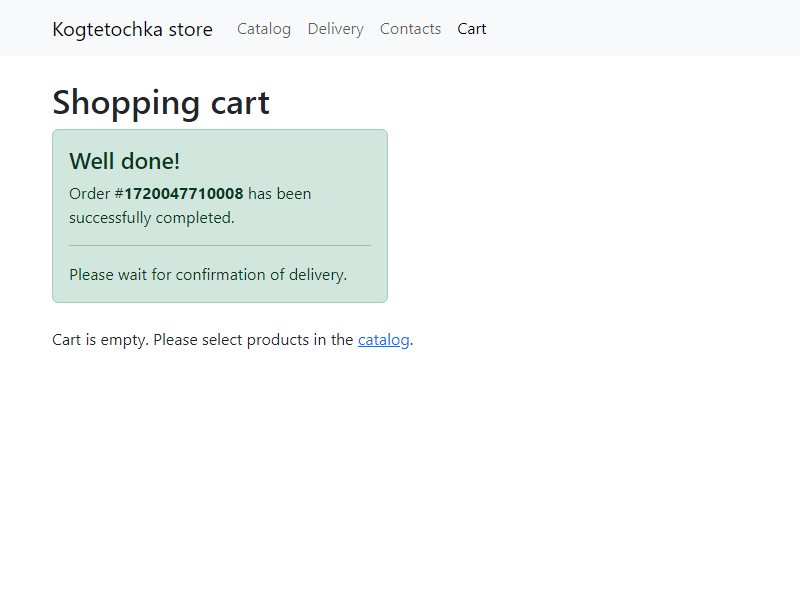 Kogtetochka store Catalog Delivery Contacts Cart
Shopping cart
Well done!
Order #1720047710008 has been
successfully completed.
Please wait for confirmation of delivery.
Cart is empty. Please select products in the catalog.